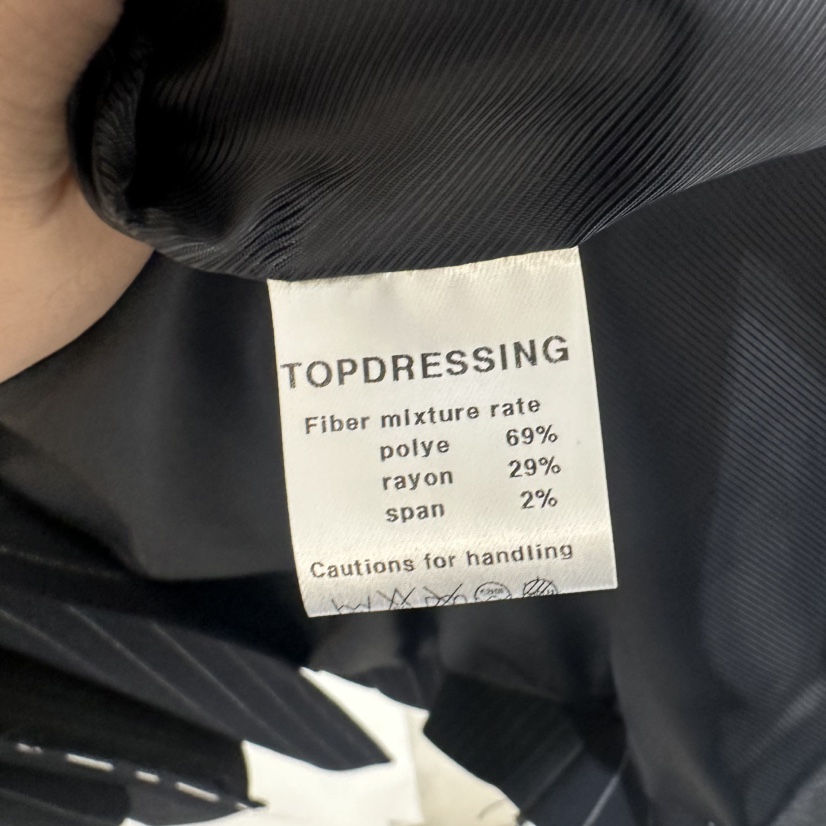 TOPDRESSING
Fiber mixture rate
polye 69%
rayon 29%
span 2%
Cautions for handling